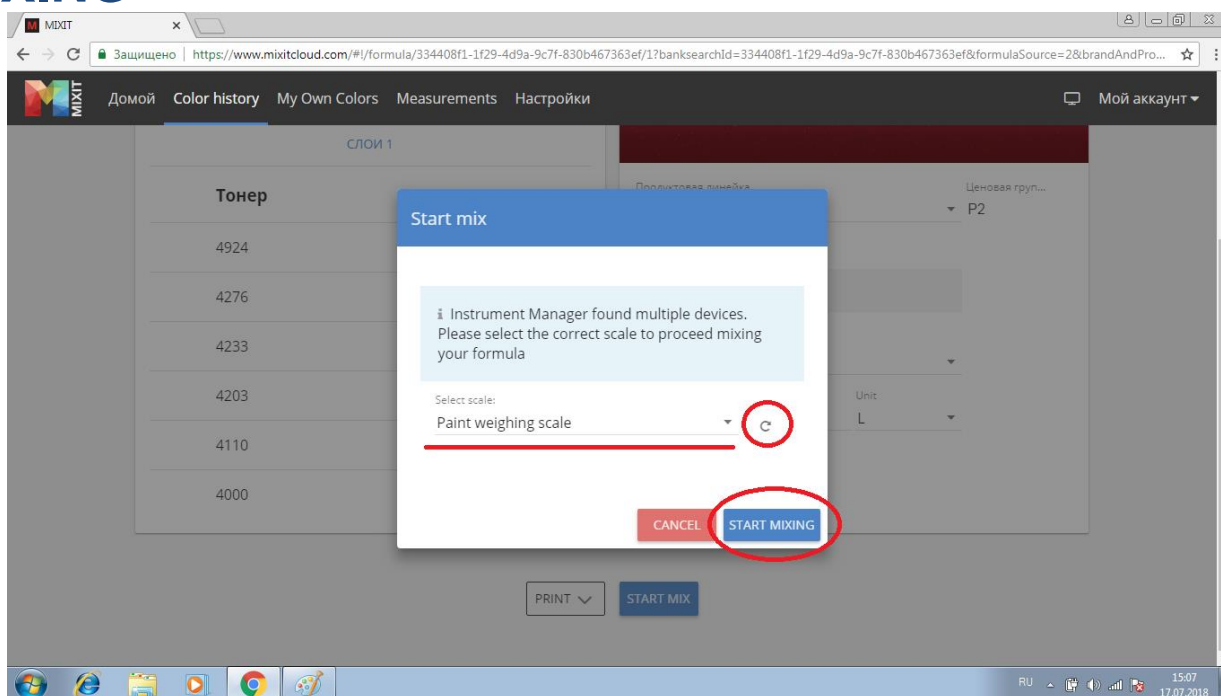 MIXIT
Защищено https://www.mixitcloud.com/#!/formula/334408f1-1f29-4d9a-9c7f-830b467363ef/1?banksearchId=334408f1-1f29-4d9a-9c7f-830b467363ef&formulaSource=2&brandAndPro...
MIXIT Домой Color history My Own Colors Measurements Настройки Мой аккаунт
СЛОИ 1
Продуктовая линейка Ценовая груп...
Тонер P2
Start mix
4924
4276
i Instrument Manager found multiple devices.
Please select the correct scale to proceed mixing
your formula
4233
4203
Select scale: Unit
Paint weighing scale L
4110
4000
CANCEL START MIXING
PRINT START MIX
RU 15:07
17.07.2018